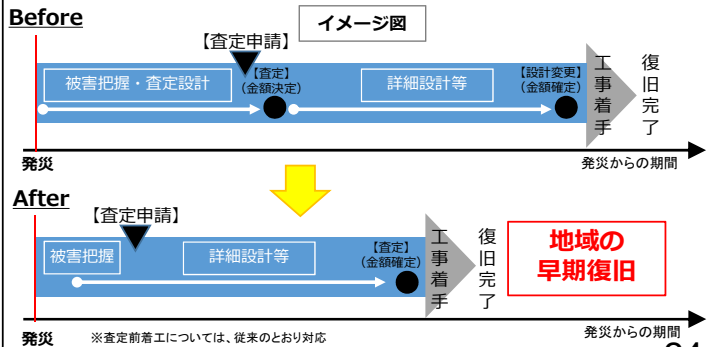 Before
イメージ図
【査定申請】
被害把握・査定設計
【査定】
(金額決定)
詳細設計等
【設計変更】
(金額確定)
工事着手
復旧完了
発災
発災からの期間
After
【査定申請】
被害把握
詳細設計等
【査定】
(金額確定)
工事着手
復旧完了
地域の
早期復旧
発災
※査定前着工については、従来のとおり対応
発災からの期間